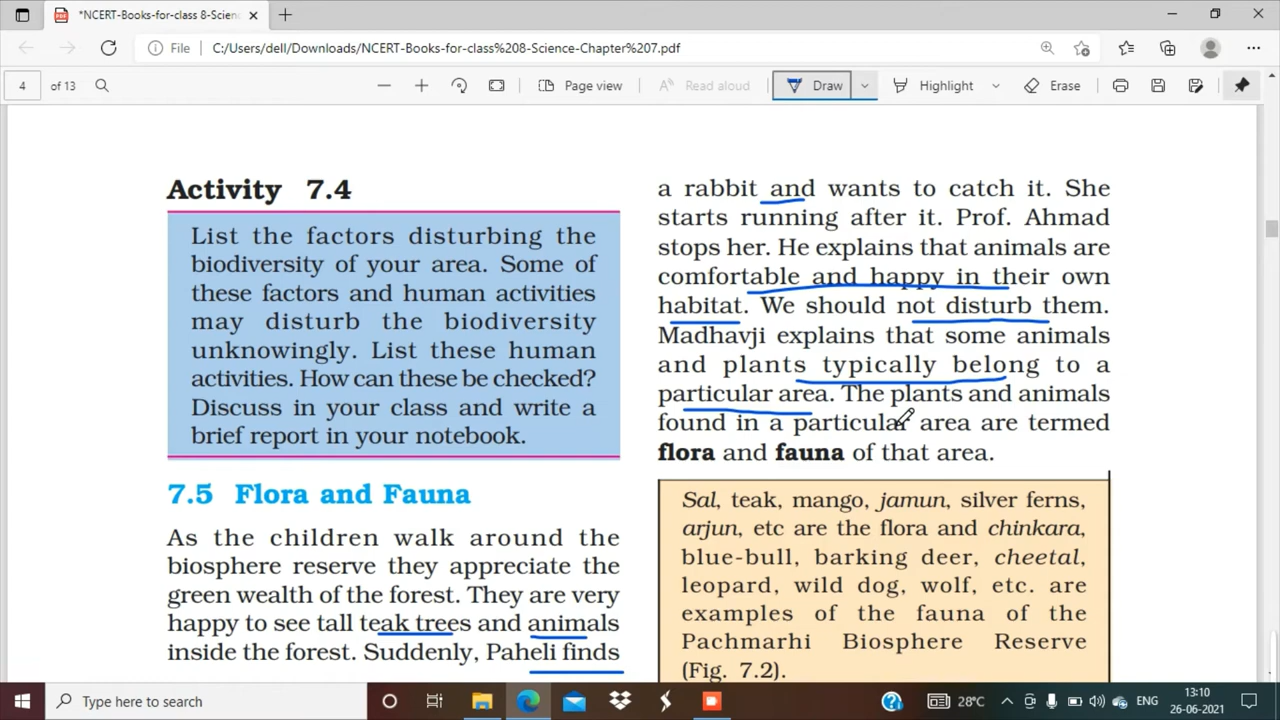 *NCERT-Books-for class 8-Scien
File
C:/Users/dell/Downloads/NCERT-Books-for-class%208-Science-Chapter%207.pdf
4 of 13
Page view
Read aloud
Draw
Highlight
Erase
Activity 7.4
List the factors disturbing the
biodiversity of your area. Some of
these factors and human activities
may disturb the biodiversity
unknowingly. List these human
activities. How can these be checked?
Discuss in your class and write a
brief report in your notebook.
7.5 Flora and Fauna
As the children walk around the
biosphere reserve they appreciate the
green wealth of the forest. They are very
happy to see tall teak trees and animals
inside the forest. Suddenly, Paheli finds
a rabbit and wants to catch it. She
starts running after it. Prof. Ahmad
stops her. He explains that animals are
comfortable and happy in their own
habitat. We should not disturb them.
Madhavji explains that some animals
and plants typically belong to a
particular area. The plants and animals
found in a particular area are termed
flora and fauna of that area.
Sal, teak, mango, jamun, silver ferns,
arjun, etc are the flora and chinkara,
blue-bull, barking deer, cheetal,
leopard, wild dog, wolf, etc. are
examples of the fauna of the
Pachmarhi Biosphere Reserve
(Fig. 7.2).
Type here to search
28°C
ENG
13:10
26-06-2021